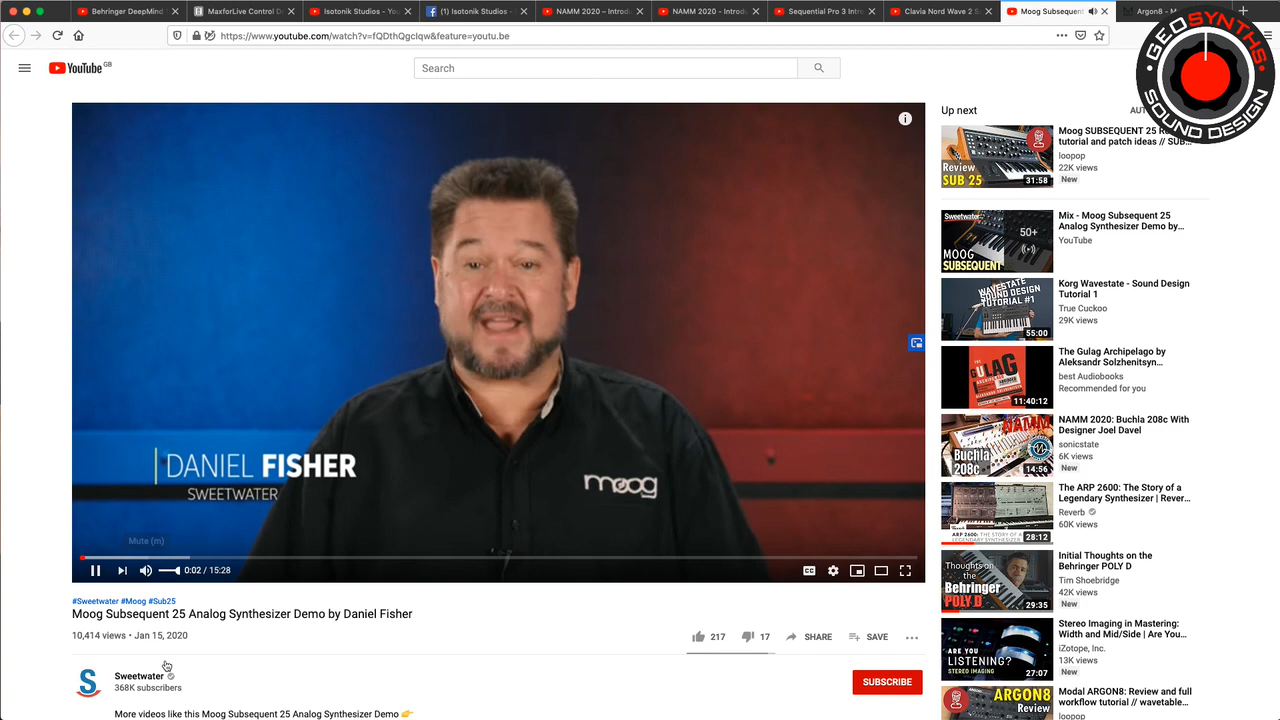 Behringer DeepMind
MaxforLive Control D
Isotonik Studios - Yo
(1) Isotonik Studios -
NAMM 2020 – Introdu
NAMM 2020 - Introdu
Sequential Pro 3 Intro
Clavia Nord Wave 2 S
Moog Subsequent
Argon8 - M
https://www.youtube.com/watch?v=fQDthQgclqw&feature=youtu.be
GEOSYNTHS
SOUND DESIGN
YouTube GB
Search
DANIEL FISHER
SWEETWATER
moog
Mute (m)
0:02 / 15:28
CC
#Sweetwater #Moog #Sub25
Moog Subsequent 25 Analog Synthesizer Demo by Daniel Fisher
10,414 views • Jan 15, 2020
217
17
SHARE
SAVE
Sweetwater
368K subscribers
SUBSCRIBE
More videos like this Moog Subsequent 25 Analog Synthesizer Demo 👉
Up next
Review
SUB 25
31:58
loopop
22K views
New
Sweetwater
MOOG
SUBSEQUENT
50+
Mix - Moog Subsequent 25
Analog Synthesizer Demo by...
YouTube
WAVESTATE
SOUND DESIGN
TUTORIAL #1
55:00
Korg Wavestate - Sound Design
Tutorial 1
True Cuckoo
29K views
GULAG
11:40:12
The Gulag Archipelago by
Aleksandr Solzhenitsyn...
best Audiobooks
Recommended for you
NAMM
Buchla
208c
14:56
NAMM 2020: Buchla 208c With
Designer Joel Davel
sonicstate
6K views
New
ARP 2600: THE STORY OF A
LEGENDARY SYNTHESIZER
28:12
The ARP 2600: The Story of a
Legendary Synthesizer | Rever...
Reverb
60K views
Thoughts on
the
Behringer
POLY D
29:35
Initial Thoughts on the
Behringer POLY D
Tim Shoebridge
42K views
New
ARE YOU
LISTENING?
STEREO IMAGING
27:07
Stereo Imaging in Mastering:
Width and Mid/Side | Are You...
iZotope, Inc.
13K views
New
ARGON8
Review
Modal ARGON8: Review and full
workflow tutorial // wavetable...
loopop